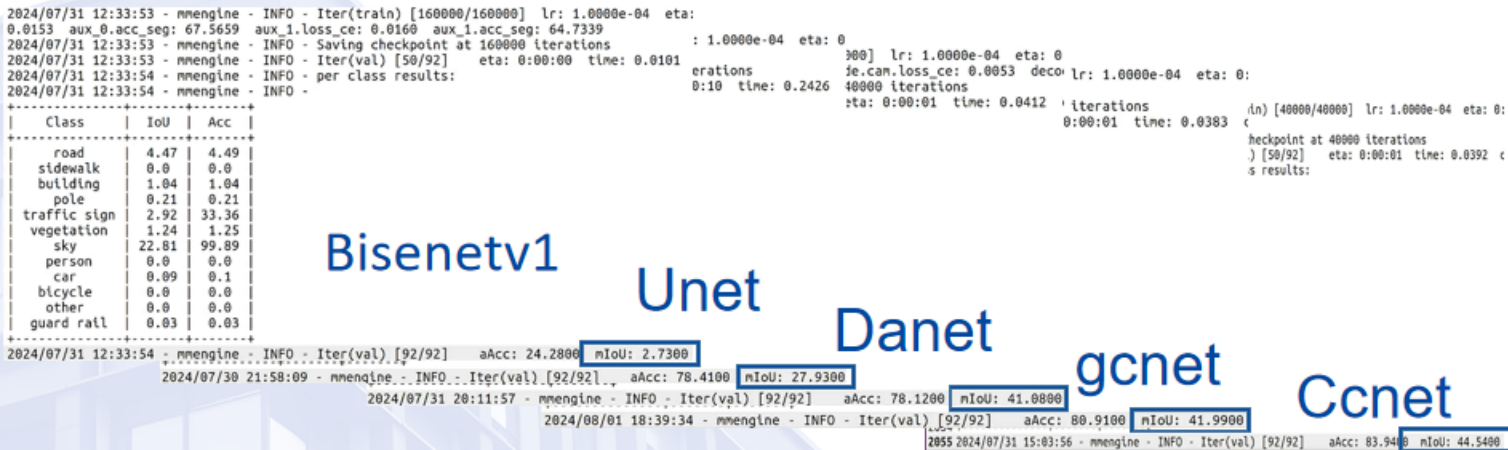 2024/07/31 12:33:53 - mmengine - INFO - Iter(train) [160000/160000]  lr: 1.0000e-04  eta:
0.0153  aux_0.acc_seg: 67.5659  aux_1.loss_ce: 0.0160  aux_1.acc_seg: 64.7339
2024/07/31 12:33:53 - mmengine - INFO - Saving checkpoint at 160000 iterations
2024/07/31 12:33:53 - mmengine - INFO - Iter(val) [50/92]    eta: 0:00:00  time: 0.0101
2024/07/31 12:33:54 - mmengine - INFO - per class results:
2024/07/31 12:33:54 - mmengine - INFO -
: 1.0000e-04  eta: 0
erations
0:10  time: 0.2426
000]  lr: 1.0000e-04  eta: 0:
de.cam.loss_ce: 0.0053  deco
40000 iterations
eta: 0:00:01  time: 0.0412
lr: 1.0000e-04  eta: 0:
iterations
0:00:01  time: 0.0383
in) [40000/40000]  lr: 1.0000e-04  eta: 0:
heckpoint at 40000 iterations
.) [50/92]    eta: 0:00:01  time: 0.0392
s results:
+--------------+-------+-------+
|    Class     |  IoU  |  Acc  |
+--------------+-------+-------+
|     road     |  4.47 |  4.49 |
|   sidewalk   |  0.0  |  0.0  |
|   building   |  1.04 |  1.04 |
|     pole     |  0.21 |  0.21 |
| traffic sign |  2.92 | 33.36 |
|  vegetation  |  1.24 |  1.25 |
|     sky      | 22.81 | 99.89 |
|    person    |  0.0  |  0.0  |
|     car      |  0.09 |  0.1  |
|   bicycle    |  0.0  |  0.0  |
|    other     |  0.0  |  0.0  |
|  guard rail  |  0.03 |  0.03 |
+--------------+-------+-------+
Bisenetv1
Unet
Danet
gcnet
Ccnet
2024/07/31 12:33:54 - mmengine - INFO - Iter(val) [92/92]    aAcc: 24.2800  mIoU: 2.7300
2024/07/30 21:58:09 - mmengine - INFO - Iter(val) [92/92]    aAcc: 78.4100  mIoU: 27.9300
2024/07/31 20:11:57 - mmengine - INFO - Iter(val) [92/92]    aAcc: 78.1200  mIoU: 41.0800
2024/08/01 18:39:34 - mmengine - INFO - Iter(val) [92/92]    aAcc: 80.9100  mIoU: 41.9900
2055 2024/07/31 15:03:56 - mmengine - INFO - Iter(val) [92/92]    aAcc: 83.9400  mIoU: 44.5400